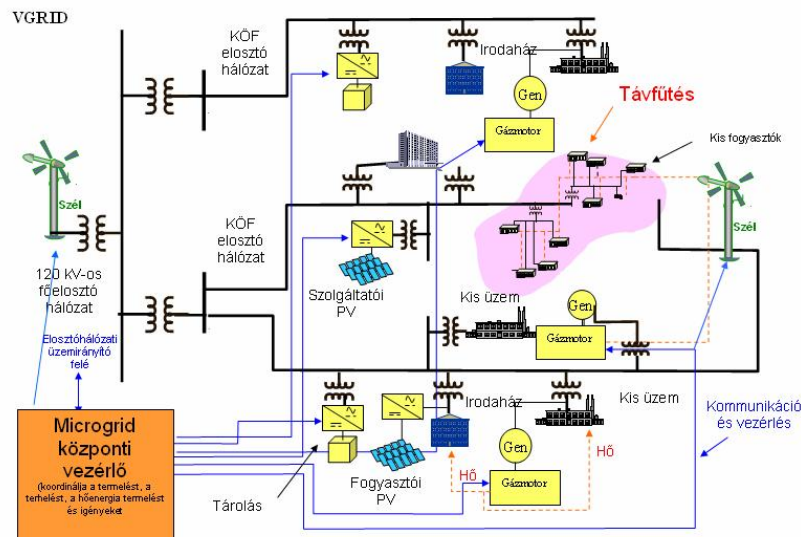 VGRID
KÖF
elosztó
hálózat
Irodaház
Gen
Gázmotor
Távfűtés
Kis fogyasztók
Szél
Szél
120 KV-os
főelosztó
hálózat
KÖF
elosztó
hálózat
Szolgáltatói
PV
Kis üzem
Gen
Gázmotor
Elosztóhálózati
üzemirányító
felé
Microgrid
központi
vezérlő
(koordinálja a termelést, a
terhelést, a hőenergia termelést
és igényeket
Tárolás
Fogyasztói
PV
Irodaház
Gen
Gázmotor
Hő
Hő
Kis üzem
Kommunikáció
és vezérlés